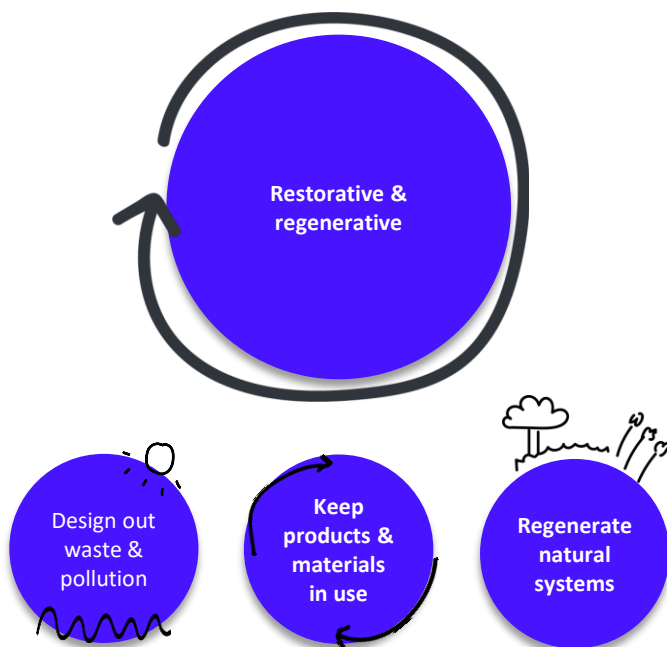 Restorative &
regenerative
Design out
waste &
pollution
Keep
products &
materials
in use
Regenerate
natural
systems